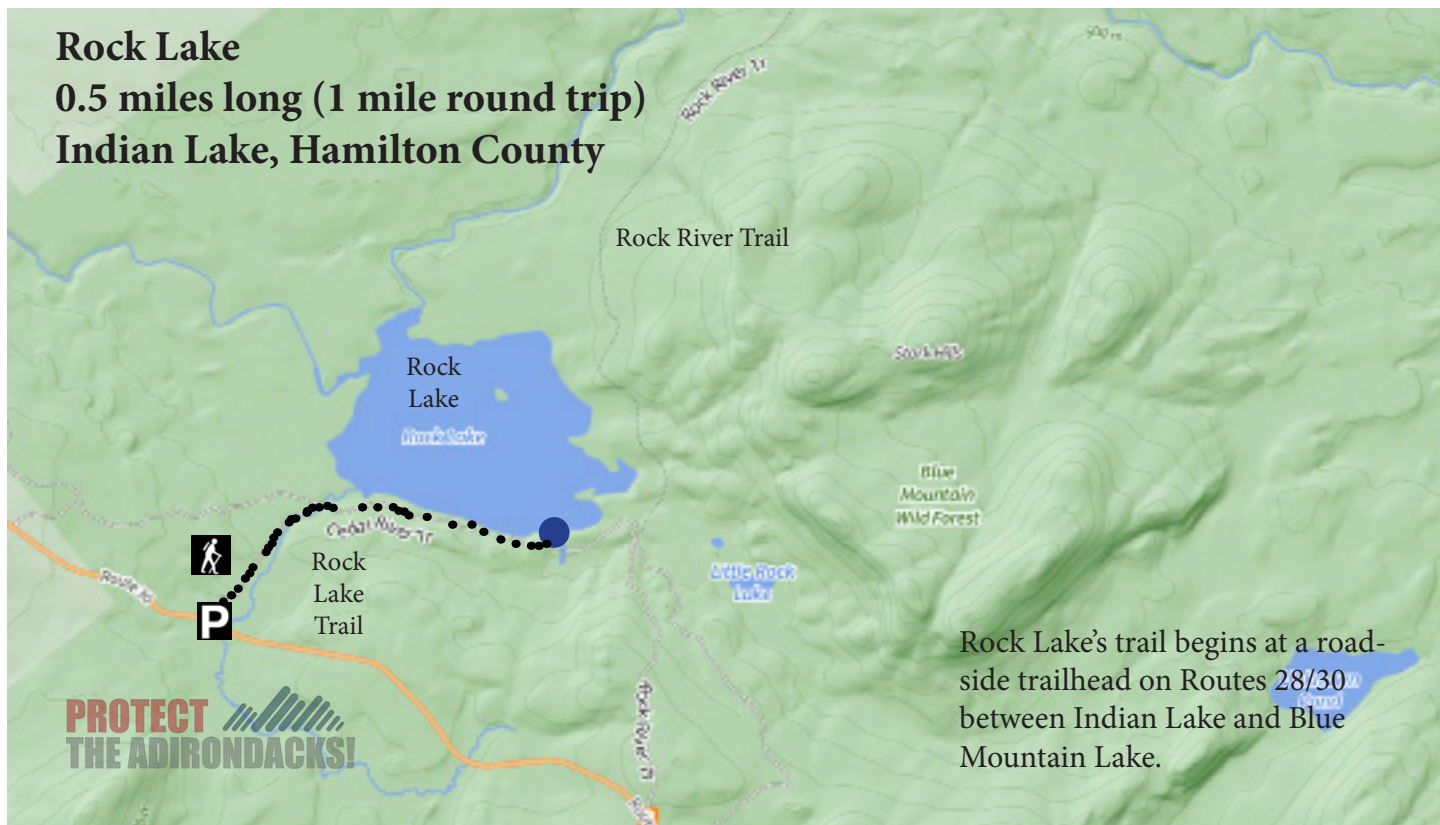 Rock Lake
0.5 miles long (1 mile round trip)
Indian Lake, Hamilton County
500 m
Rock River Tr
Rock River Trail
Stark Hills
Rock
Lake
Rock Lake
Blue
Mountain
Wild Forest
Cedar River Tr
Route 30
Rock
Lake
Trail
Little Rock
Lake
P
Rock River Tr
Rock Lake's trail begins at a road-
side trailhead on Routes 28/30
between Indian Lake and Blue
Mountain Lake.
Pond
PROTECT
THE ADIRONDACKS!